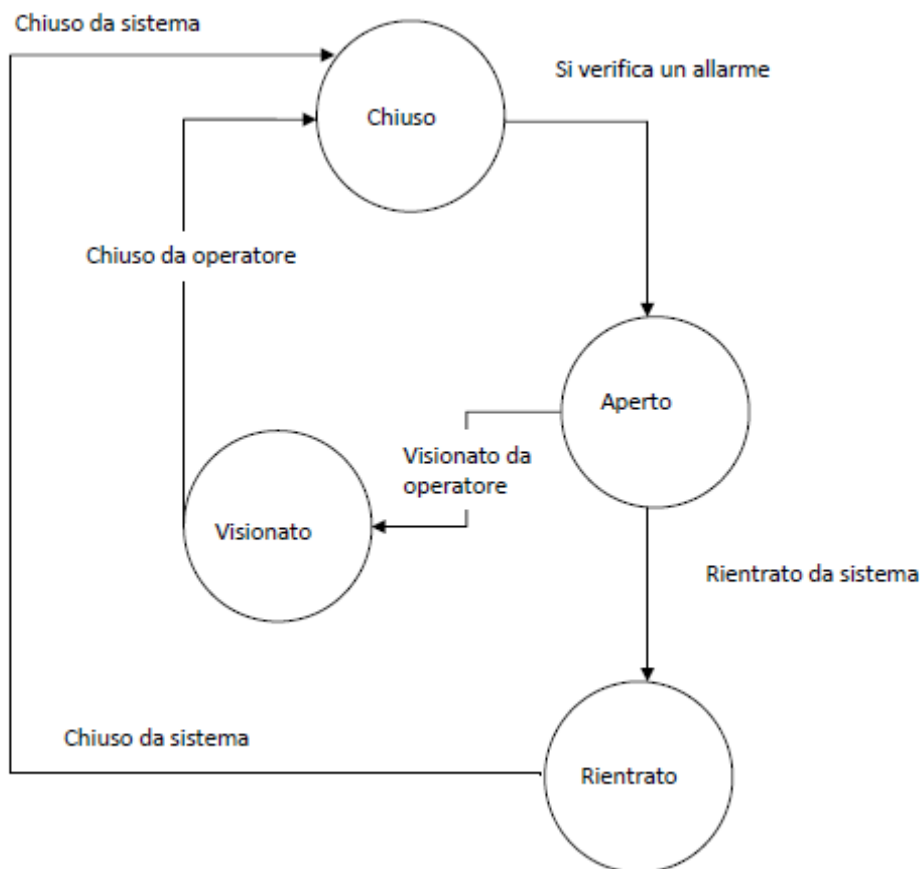 Chiuso da sistema
Si verifica un allarme
Chiuso
Chiuso da operatore
Aperto
Visionato da
operatore
Visionato
Rientrato da sistema
Chiuso da sistema
Rientrato